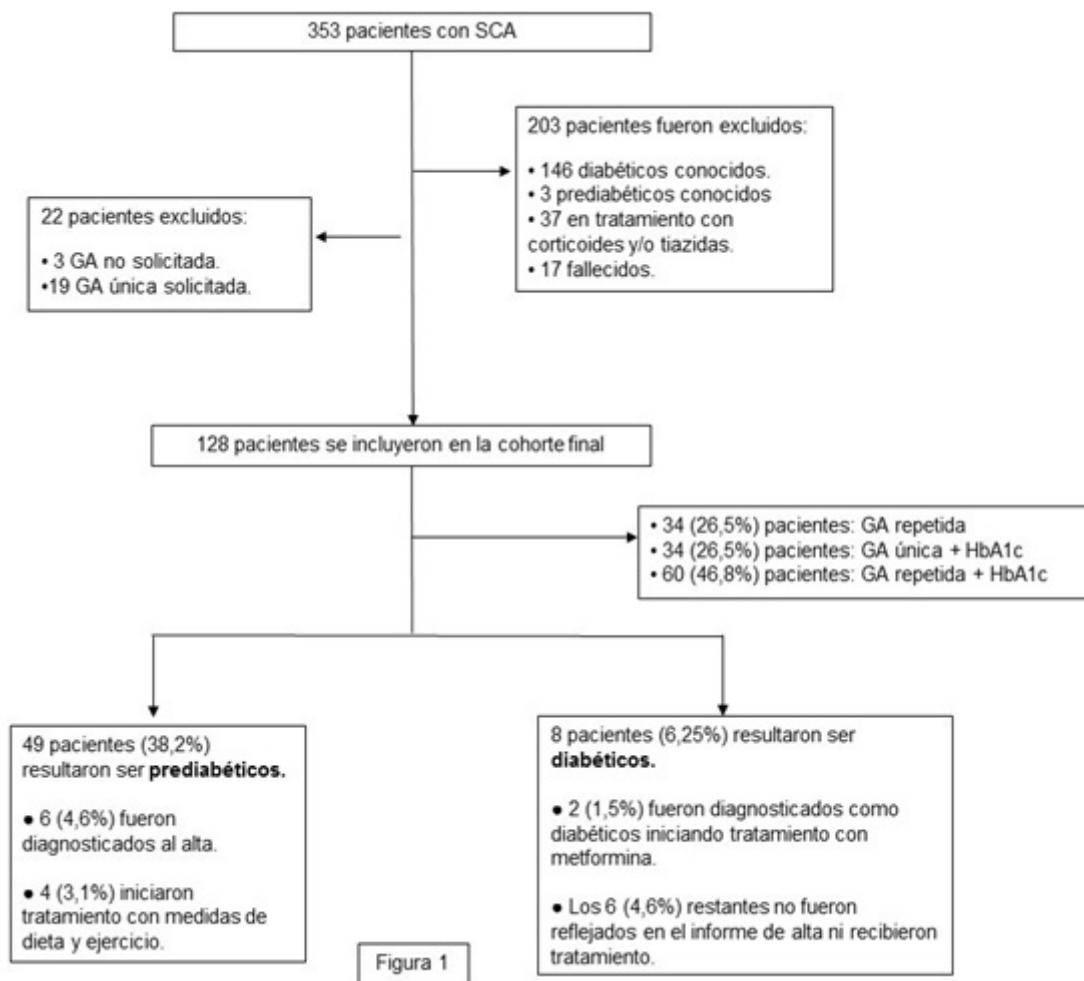 353 pacientes con SCA
203 pacientes fueron excluidos:
• 146 diabéticos conocidos.
• 3 prediabéticos conocidos
• 37 en tratamiento con
corticoides y/o tiazidas.
• 17 fallecidos.
22 pacientes excluidos:
• 3 GA no solicitada.
•19 GA única solicitada.
128 pacientes se incluyeron en la cohorte final
• 34 (26,5%) pacientes: GA repetida
• 34 (26,5%) pacientes: GA única + HbA1c
• 60 (46,8%) pacientes: GA repetida + HbA1c
49 pacientes (38,2%)
resultaron ser prediabéticos.
● 6 (4,6%) fueron
diagnosticados al alta.
● 4 (3,1%) iniciaron
tratamiento con medidas de
dieta y ejercicio.
8 pacientes (6,25%) resultaron ser
diabéticos.
● 2 (1,5%) fueron diagnosticados como
diabéticos iniciando tratamiento con
metformina.
● Los 6 (4,6%) restantes no fueron
reflejados en el informe de alta ni recibieron
tratamiento.
Figura 1